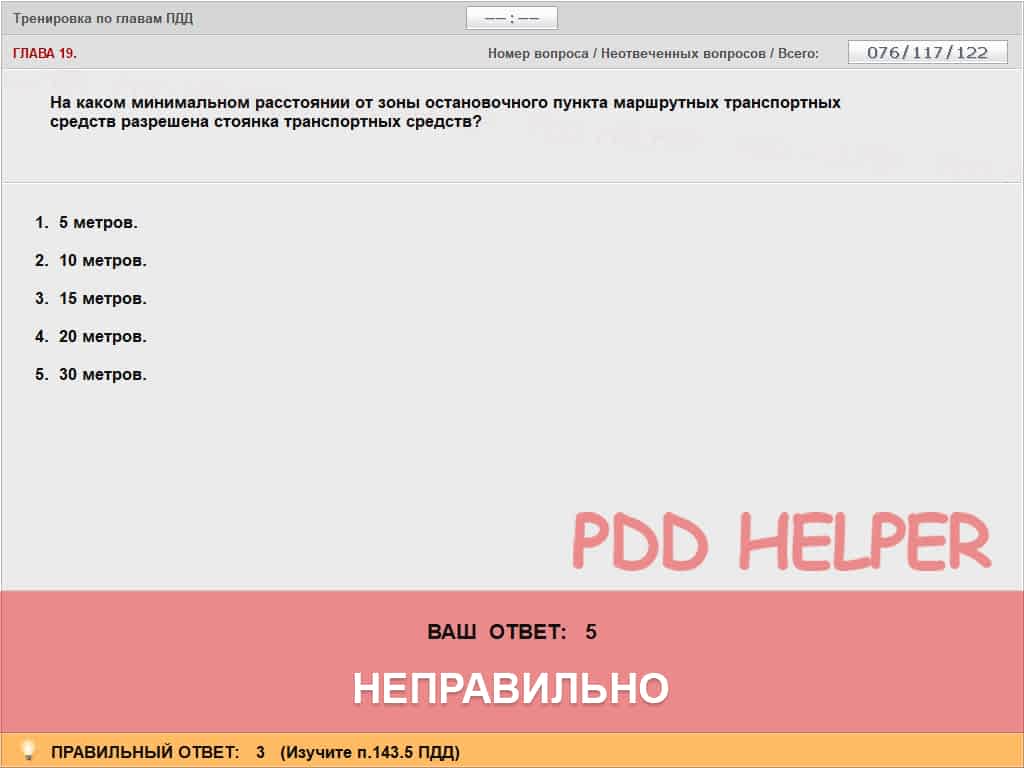 Тренировка по главам ПДД
–– : ––
ГЛАВА 19.
Номер вопроса / Неотвеченных вопросов / Всего:
076/117/122
На каком минимальном расстоянии от зоны остановочного пункта маршрутных транспортных
средств разрешена стоянка транспортных средств?
1. 5 метров.
2. 10 метров.
3. 15 метров.
4. 20 метров.
5. 30 метров.
PDD HELPER
ВАШ ОТВЕТ: 5
НЕПРАВИЛЬНО
ПРАВИЛЬНЫЙ ОТВЕТ: 3 (Изучите п.143.5 ПДД)